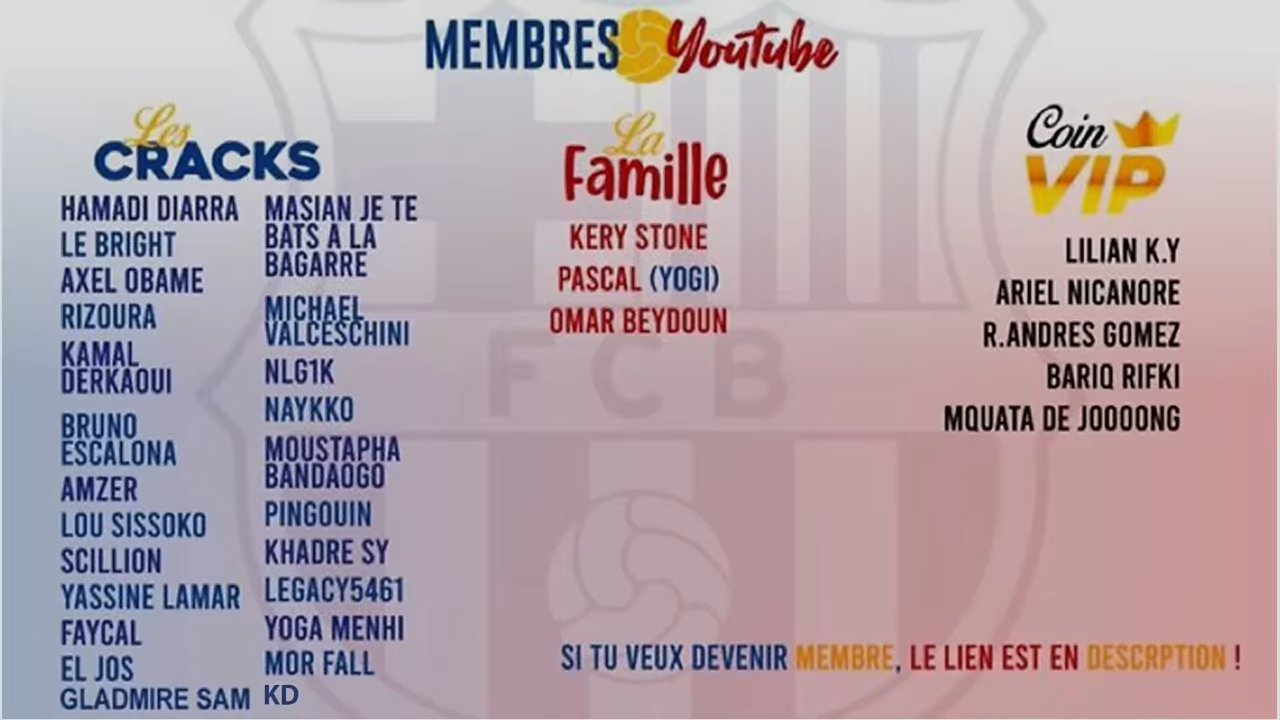 MEMBRES Youtube
Les
CRACKS
HAMADI DIARRA
LE BRIGHT
AXEL OBAME
RIZOURA
KAMAL
DERKAOUI
BRUNO
ESCALONA
AMZER
LOU SISSOKO
SCILLION
YASSINE LAMAR
FAYCAL
EL JOS
GLADMIRE SAM
MASIAN JE TE
BATS A LA
BAGARRE
MICHAEL
VALCESCHINI
NLG1K
NAYKKO
MOUSTAPHA
BANDAOGO
PINGOUIN
KHADRE SY
LEGACY5461
YOGA MENHI
MOR FALL
KD
La
Famille
KERY STONE
PASCAL (YOGI)
OMAR BEYDOUN
Coin
VIP
LILIAN K.Y
ARIEL NICANORE
R.ANDRES GOMEZ
BARIQ RIFKI
MQUATA DE JOOOONG
FCB
SI TU VEUX DEVENIR MEMBRE, LE LIEN EST EN DESCRPTION !